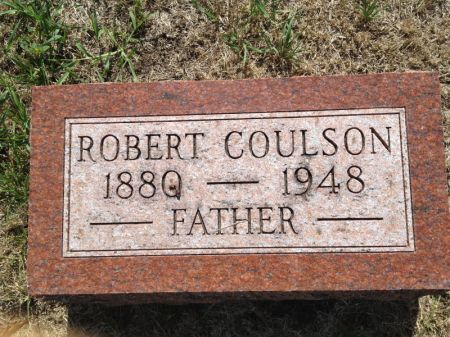 ROBERT COULSON
1880 — 1948
— FATHER —